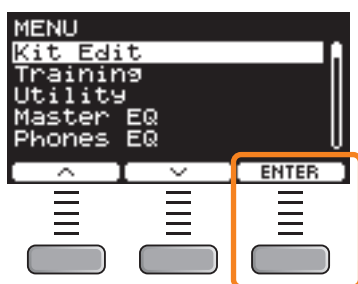 MENU
Kit Edit
Training
Utility
Master EQ
Phones EQ
ENTER